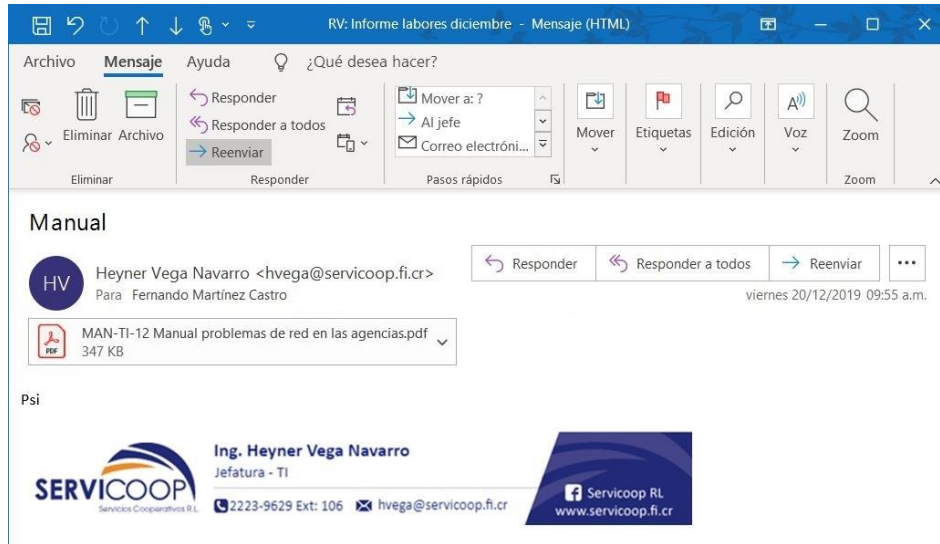 RV: Informe labores diciembre - Mensaje (HTML)
Archivo Mensaje Ayuda ¿Qué desea hacer?
Eliminar Archivo
Responder
Responder a todos
Reenviar
Mover a: ?
Al jefe
Correo electróni...
Mover Etiquetas Edición Voz Zoom
Eliminar Responder Pasos rápidos Zoom
Manual
HV
Heyner Vega Navarro <hvega@servicoop.fi.cr>
Para Fernando Martínez Castro
Responder Responder a todos Reenviar
viernes 20/12/2019 09:55 a.m.
MAN-TI-12 Manual problemas de red en las agencias.pdf
PDF 347 KB
Psi
SERVICOOP
Servicios Cooperativos R.L.
Ing. Heyner Vega Navarro
Jefatura - TI
2223-9629 Ext: 106 hvega@servicoop.fi.cr
Servicoop RL
www.servicoop.fi.cr